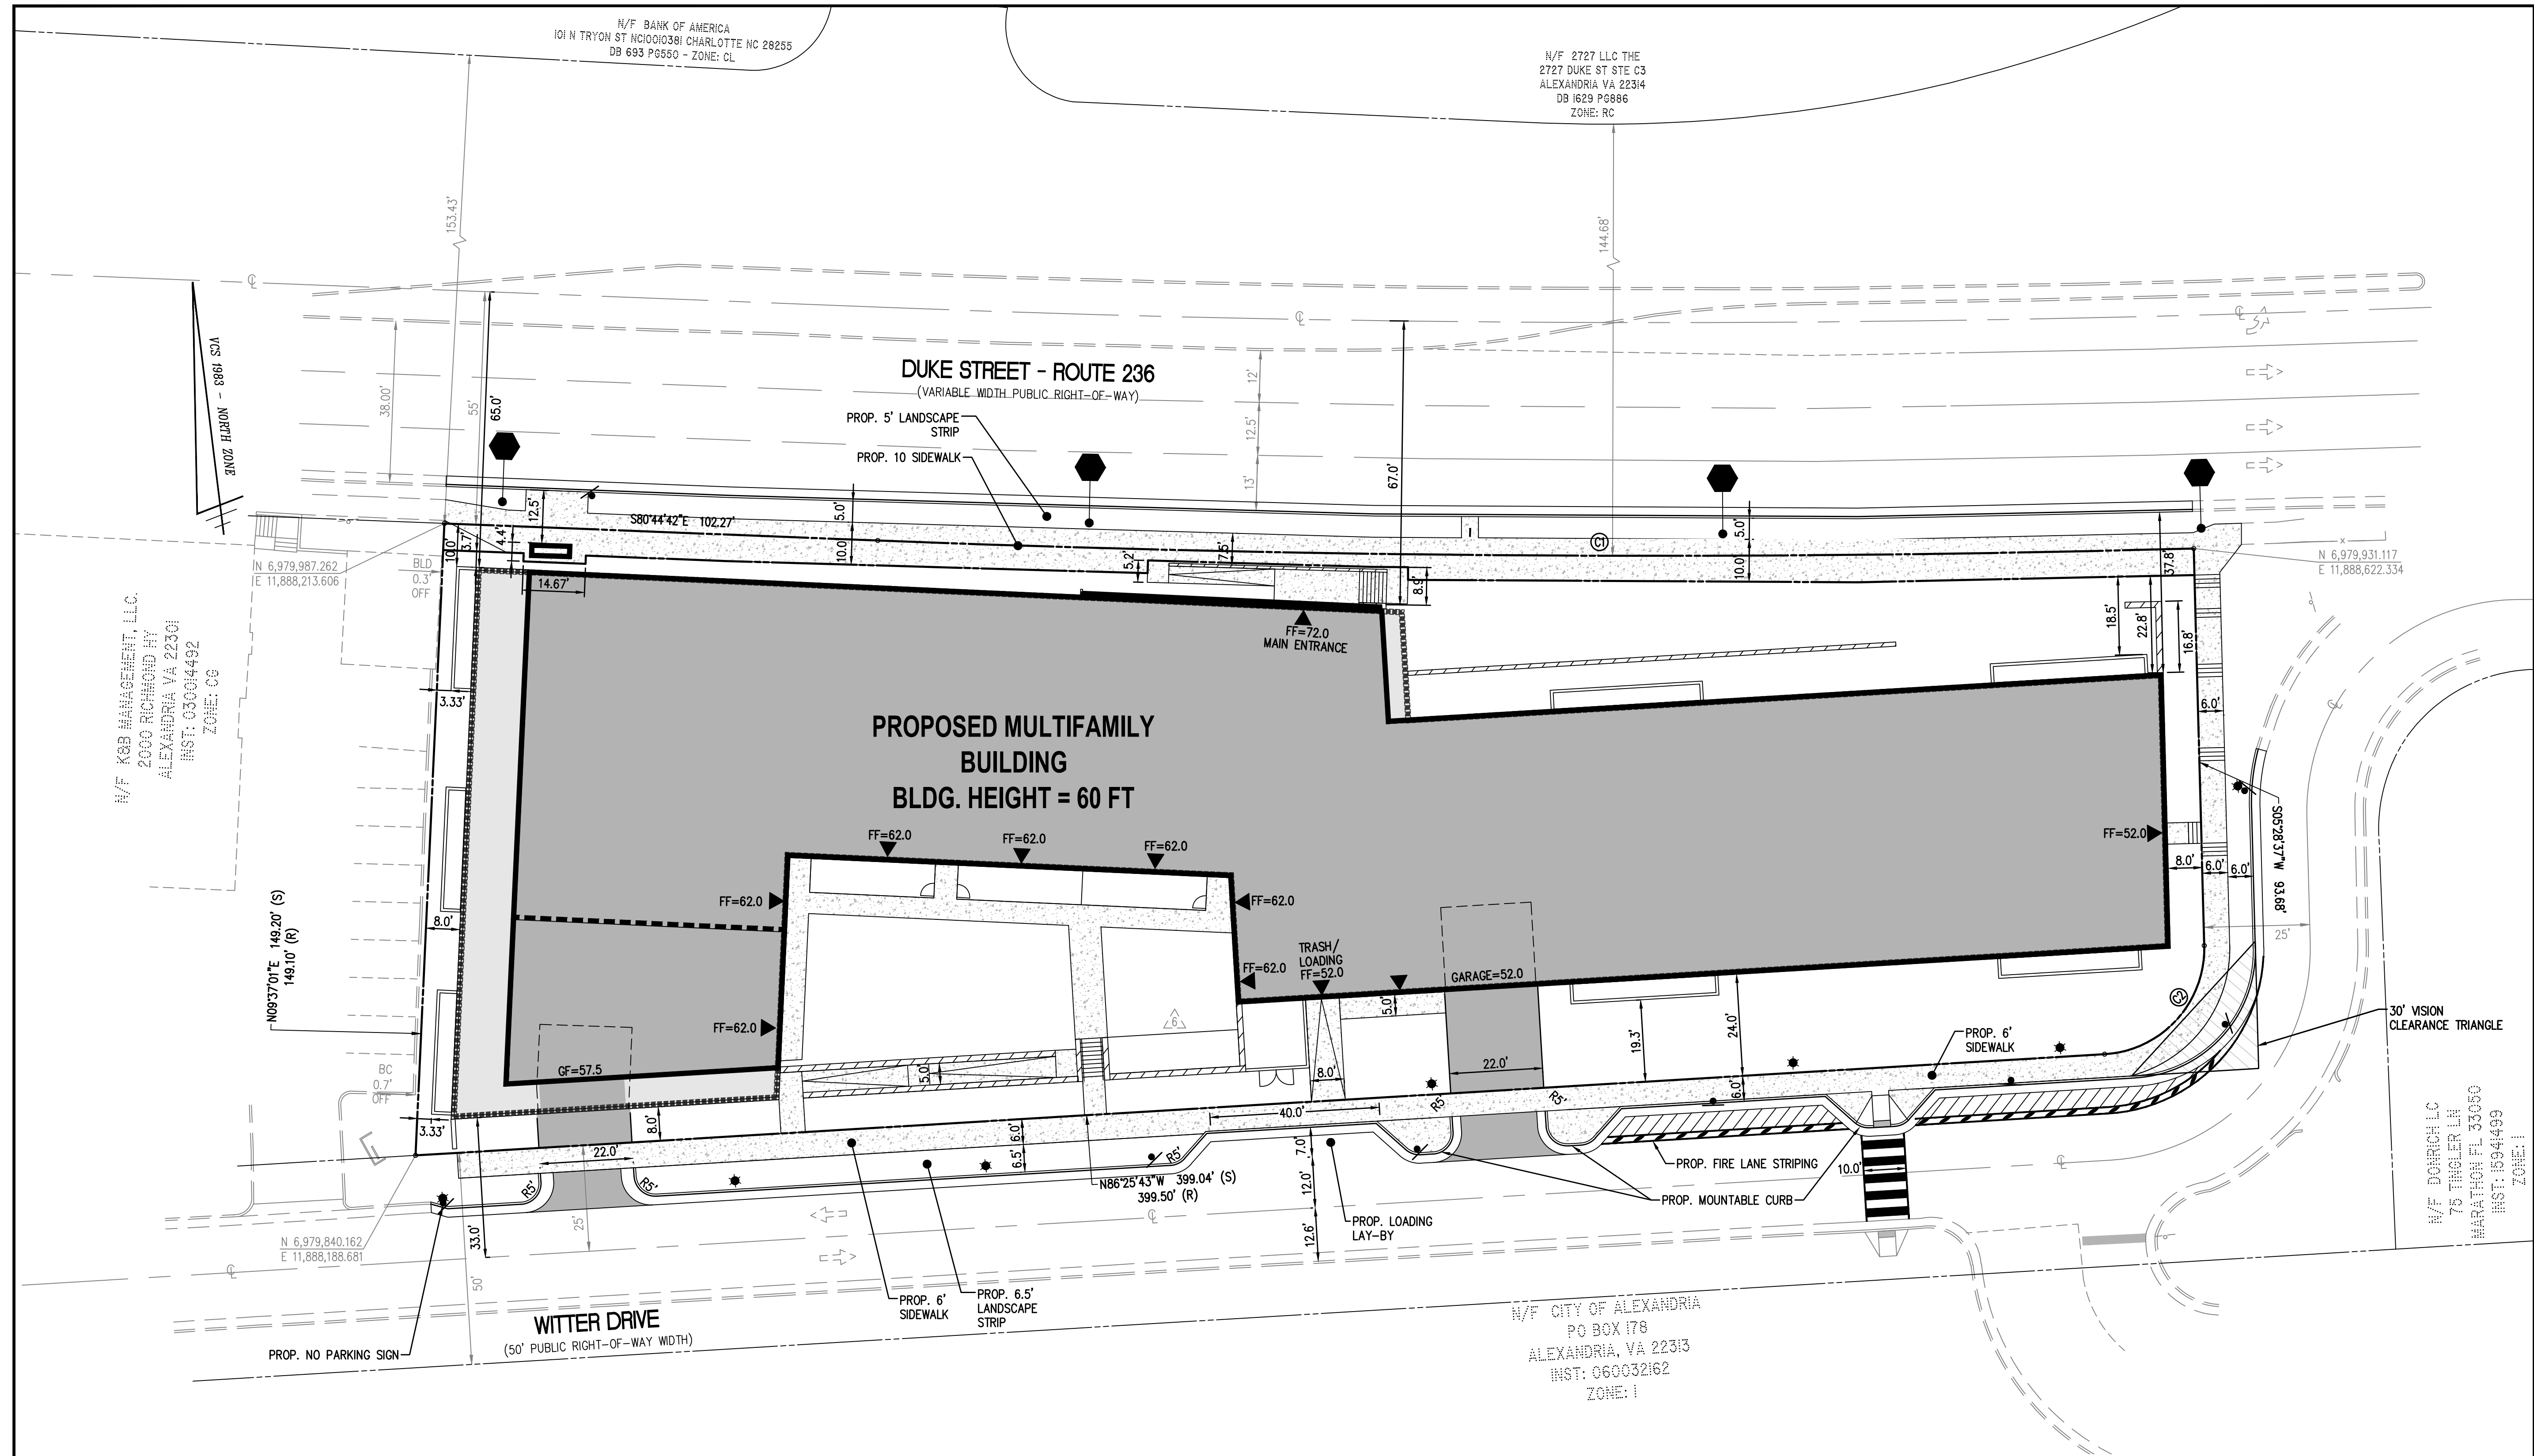 N/F BANK OF AMERICA
101 N TRYON ST NC10010381 CHARLOTTE NC 28255
DB 693 PG550 - ZONE: CL
N/F 2727 LLC THE
2727 DUKE ST STE C3
ALEXANDRIA VA 22314
DB 1629 PG886
ZONE: RC
153.43'
144.68'
VCS 1983 - NORTH ZONE
38.00'
55'
65.0'
DUKE STREET - ROUTE 236
(VARIABLE WIDTH PUBLIC RIGHT-OF-WAY)
12'
12.5'
13'
67.0'
PROP. 5' LANDSCAPE
STRIP
PROP. 10 SIDEWALK
12.5'
S80°44'42"E 102.27'
5.0'
10.0'
10.0'
3.7'
4.4'
14.67'
5.2'
7.5'
8.9'
C1
5.0'
10.0'
37.8'
N 6,979,987.262
E 11,888,213.606
BLD
0.3'
OFF
N 6,979,931.117
E 11,888,622.334
N/F K&B MANAGEMENT, LLC.
2000 RICHMOND HY
ALEXANDRIA VA 22301
INST: 030014492
ZONE: CG
3.33'
FF=72.0
MAIN ENTRANCE
18.5'
22.8'
16.8'
6.0'
PROPOSED MULTIFAMILY
BUILDING
BLDG. HEIGHT = 60 FT
FF=62.0
FF=62.0
FF=62.0
FF=62.0
FF=62.0
FF=52.0
8.0'
6.0'
6.0'
S05°28'37"W 93.68'
25'
N09°37'01"E 149.20' (S)
149.10' (R)
8.0'
TRASH/
LOADING
FF=52.0
FF=62.0
GARAGE=52.0
5.0'
FF=62.0
6
19.3'
24.0'
C2
30' VISION
CLEARANCE TRIANGLE
PROP. 6'
SIDEWALK
BC
0.7'
OFF
GF=57.5
5.0'
8.0'
22.0'
6.0'
3.33'
8.0'
40.0'
R5'
R5'
22.0'
6.0'
6.5'
R5'
7.0'
R5'
R5'
N86°25'43"W 399.04' (S)
399.50' (R)
12.0'
12.6'
PROP. FIRE LANE STRIPING
10.0'
PROP. MOUNTABLE CURB
PROP. LOADING
LAY-BY
N/F DONRICH LC
75 TINGLER LN
MARATHON FL 33050
INST: 15941499
ZONE: I
33.0'
25'
N 6,979,840.162
E 11,888,188.681
50'
PROP. 6'
SIDEWALK
PROP. 6.5'
LANDSCAPE
STRIP
WITTER DRIVE
(50' PUBLIC RIGHT-OF-WAY WIDTH)
PROP. NO PARKING SIGN
N/F CITY OF ALEXANDRIA
PO BOX 178
ALEXANDRIA, VA 22313
INST: 060032162
ZONE: I